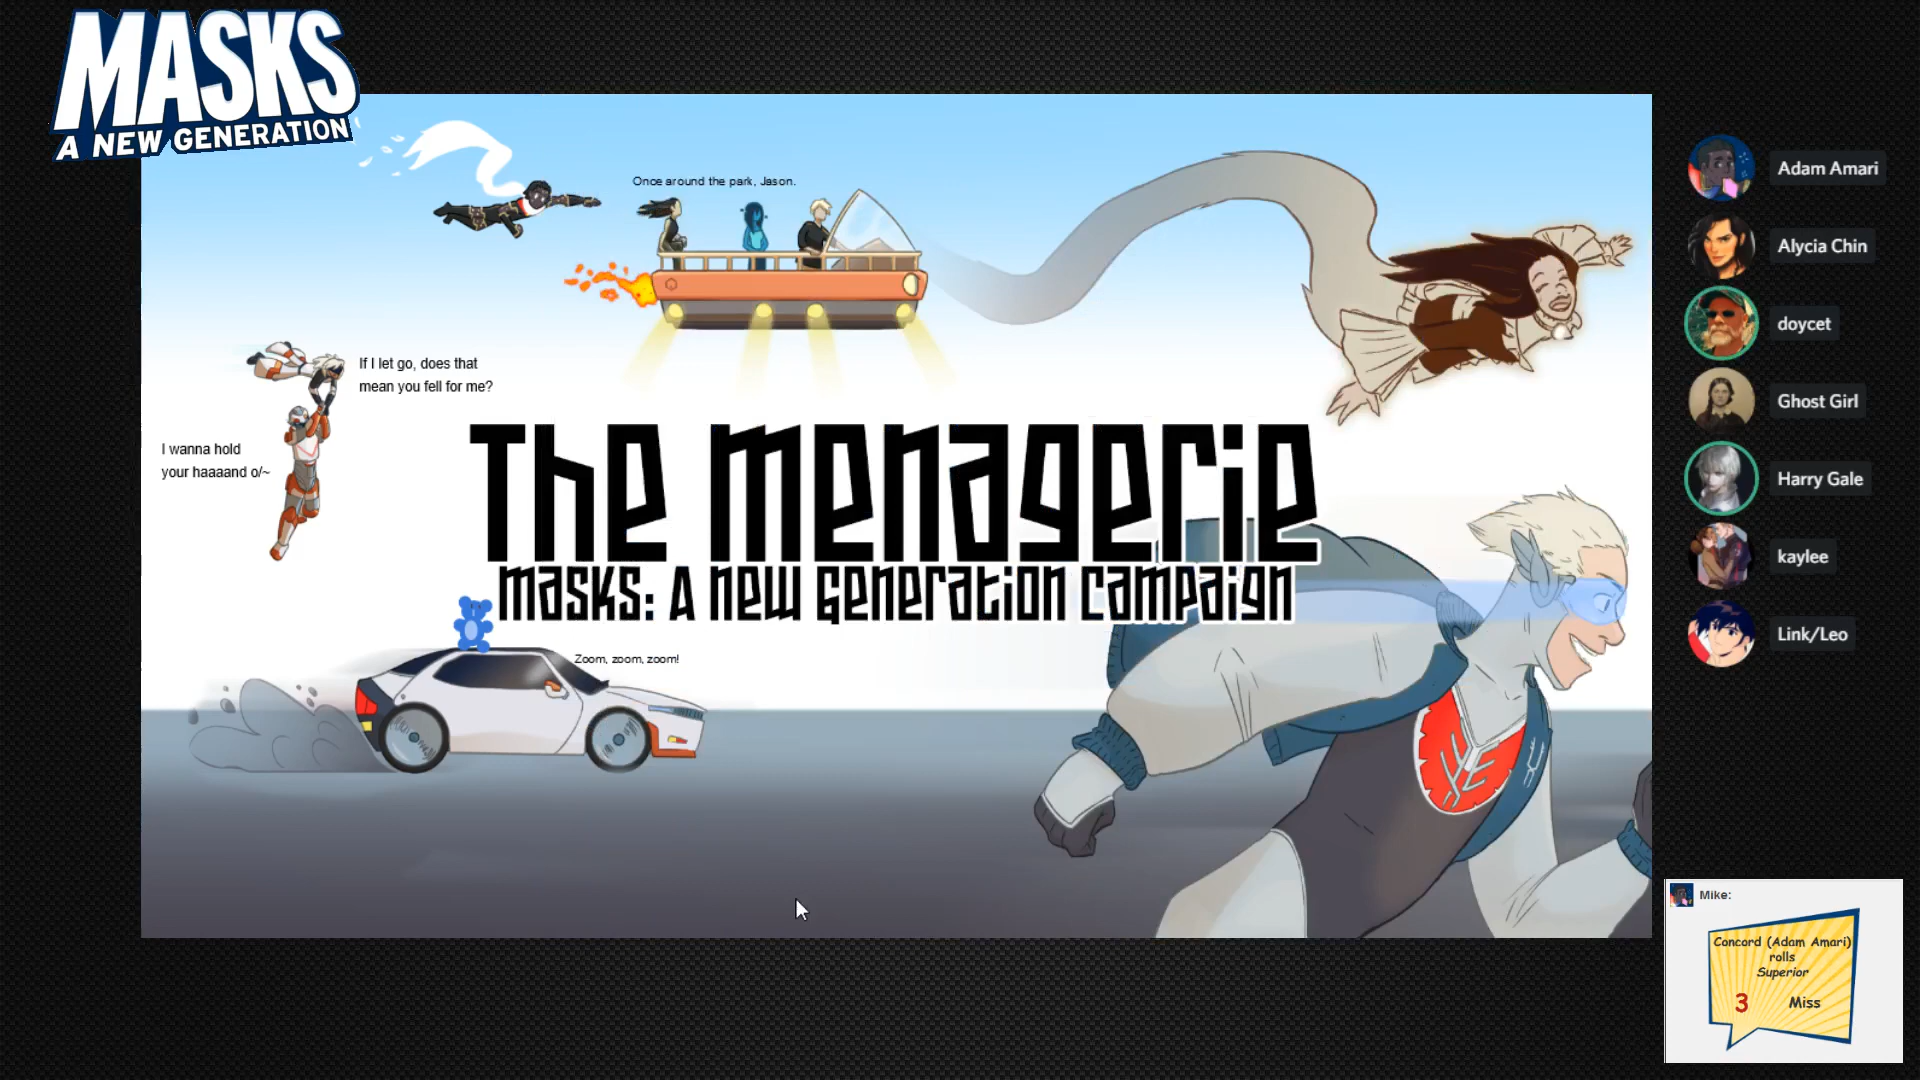 MASKS
A NEW GENERATION
Once around the park, Jason.
If I let go, does that
mean you fell for me?
I wanna hold
your haaaand o/~
The Menagerie
Masks: A New Generation Campaign
Zoom, zoom, zoom!
Adam Amari
Alycia Chin
doycet
Ghost Girl
Harry Gale
kaylee
Link/Leo
Mike:
Concord (Adam Amari)
rolls
Superior
3 Miss